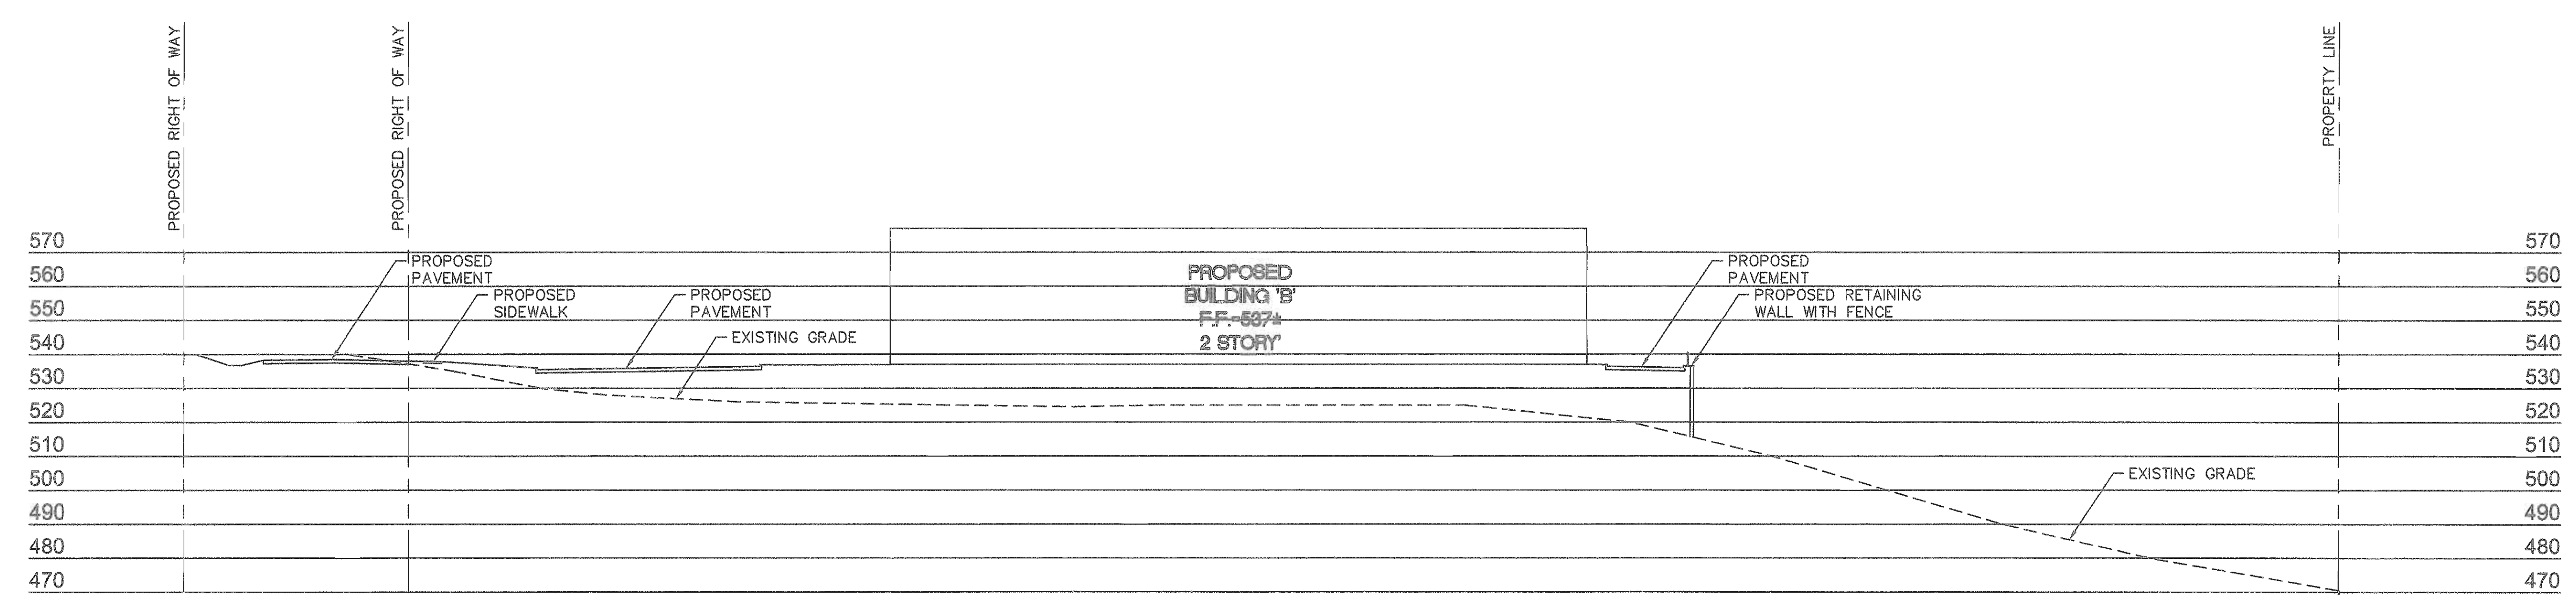 PROPOSED RIGHT OF WAY
PROPOSED RIGHT OF WAY
PROPERTY LINE
570
570
PROPOSED
PAVEMENT
PROPOSED
PAVEMENT
560
PROPOSED
BUILDING 'B'
F.F.=537±
2 STORY'
560
PROPOSED
SIDEWALK
PROPOSED
PAVEMENT
PROPOSED RETAINING
WALL WITH FENCE
550
550
EXISTING GRADE
540
540
530
530
520
520
510
510
EXISTING GRADE
500
500
490
490
480
480
470
470